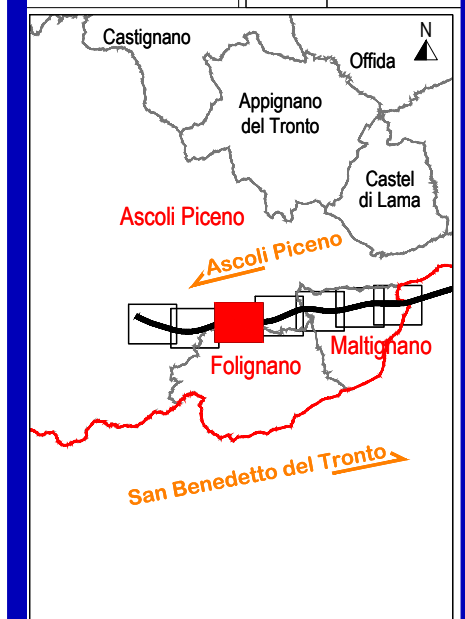 Castignano
N
Offida
Appignano
del Tronto
Castel
di Lama
Ascoli Piceno
Ascoli Piceno
Maltignano
Folignano
San Benedetto del Tronto